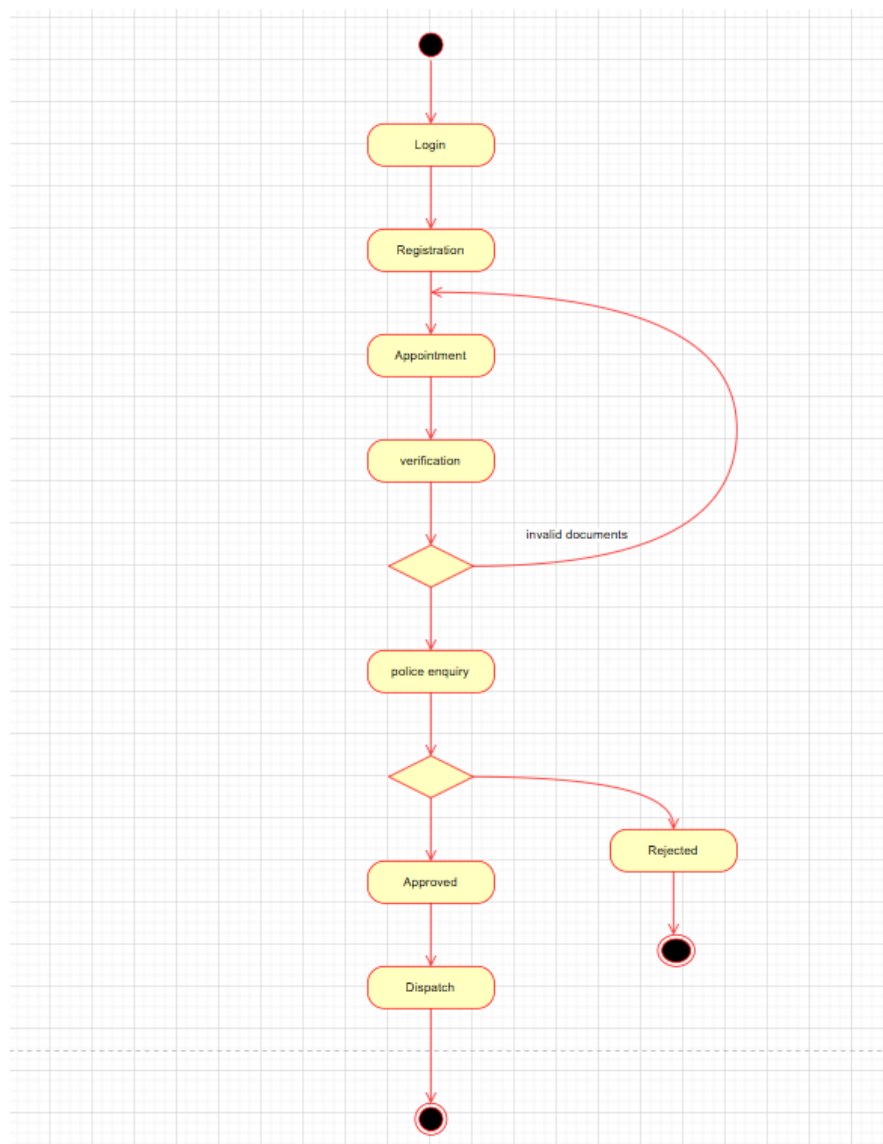 Login
Registration
Appointment
verification
invalid documents
police enquiry
Rejected
Approved
Dispatch